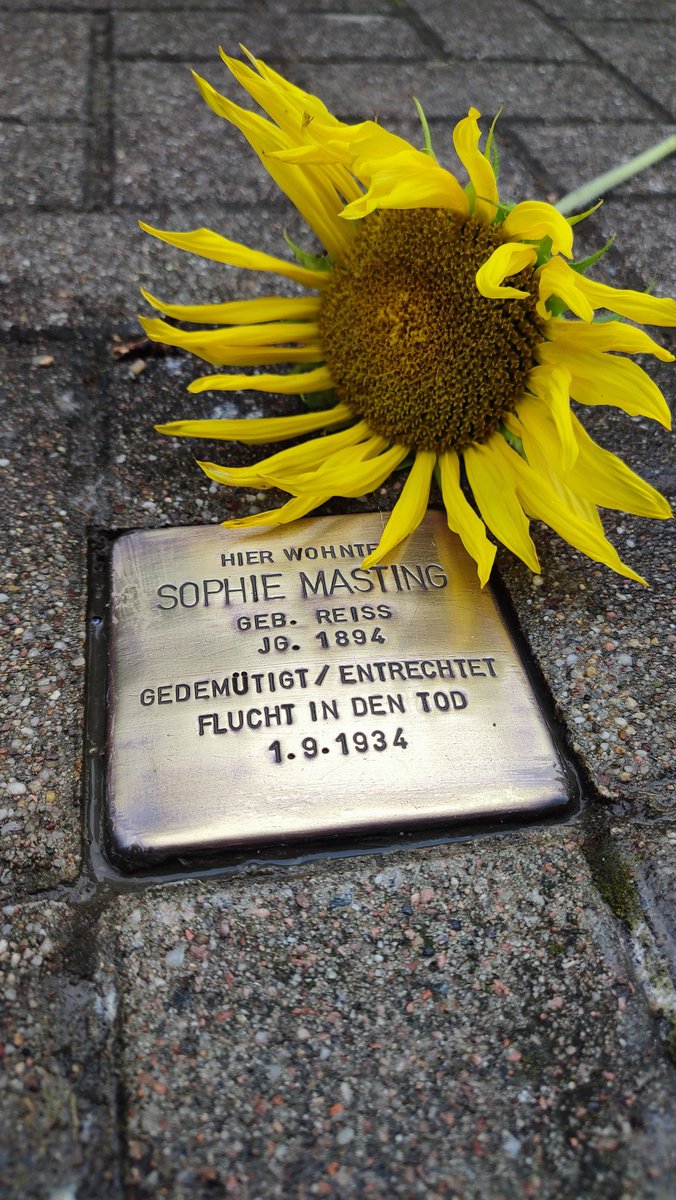 HIER WOHNTE
SOPHIE MASTING
GEB. REISS
JG. 1894
GEDEMÜTIGT / ENTRECHTET
FLUCHT IN DEN TOD
1.9.1934